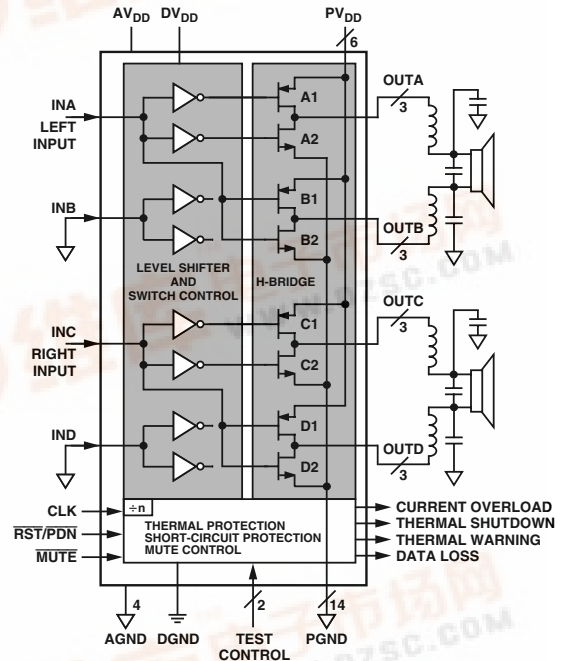 AVDD DVDD PVDD
6
OUTA
3
INA
LEFT
INPUT
A1
A2
B1
INB
B2
OUTB
3
LEVEL SHIFTER
AND
SWITCH CONTROL
H-BRIDGE
OUTC
3
C1
INC
RIGHT
INPUT
C2
D1
IND
D2
OUTD
3
CLK
÷n
CURRENT OVERLOAD
RST/PDN
THERMAL PROTECTION
SHORT-CIRCUIT PROTECTION
MUTE CONTROL
THERMAL SHUTDOWN
THERMAL WARNING
MUTE
DATA LOSS
4
2
14
AGND DGND TEST
CONTROL
PGND
WWW.DZSC.COM